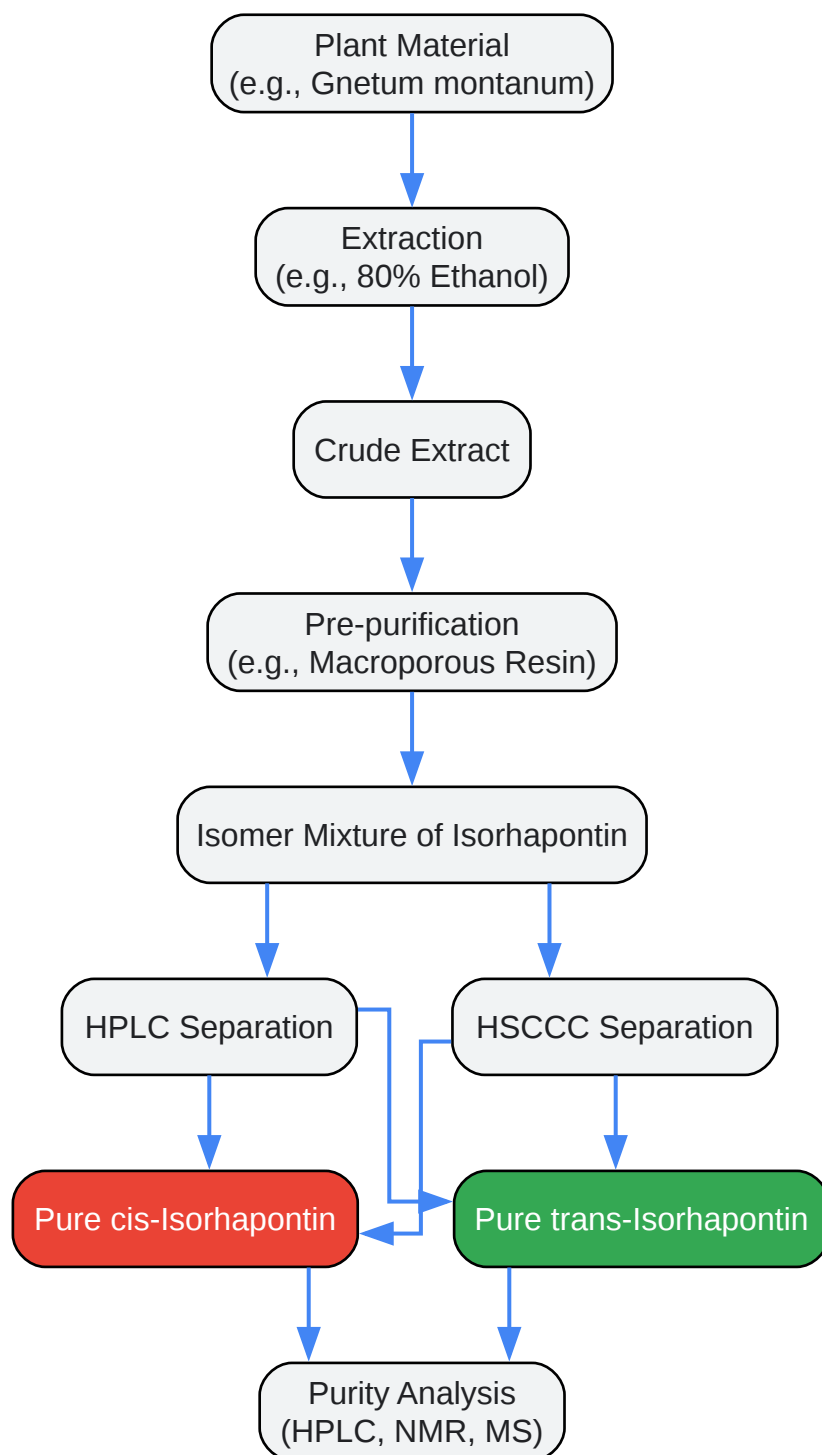 Plant Material
(e.g., Gnetum montanum)
Extraction
(e.g., 80% Ethanol)
Crude Extract
Pre-purification
(e.g., Macroporous Resin)
Isomer Mixture of Isorhapontin
HPLC Separation
HSCCC Separation
Pure cis-Isorhapontin
Pure trans-Isorhapontin
Purity Analysis
(HPLC, NMR, MS)